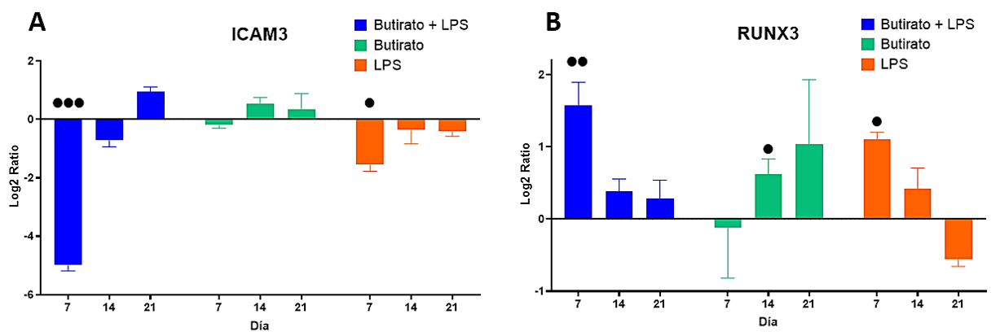 A
ICAM3
Butirato + LPS
Butirato
LPS
Log2 Ratio
2
0
-2
-4
-6
7 14 21 7 14 21 7 14 21
Día
B
RUNX3
Butirato + LPS
Butirato
LPS
Log2 Ratio
2
1
0
-1
7 14 21 7 14 21 7 14 21
Día